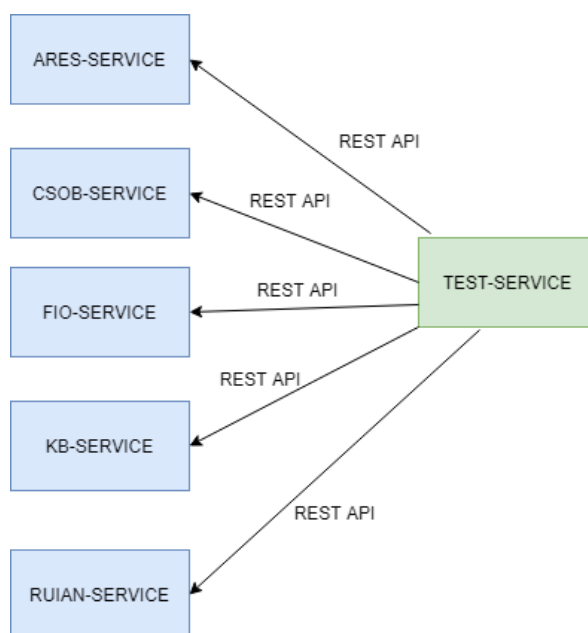 ARES-SERVICE
REST API
CSOB-SERVICE
REST API
TEST-SERVICE
REST API
FIO-SERVICE
REST API
KB-SERVICE
REST API
RUIAN-SERVICE